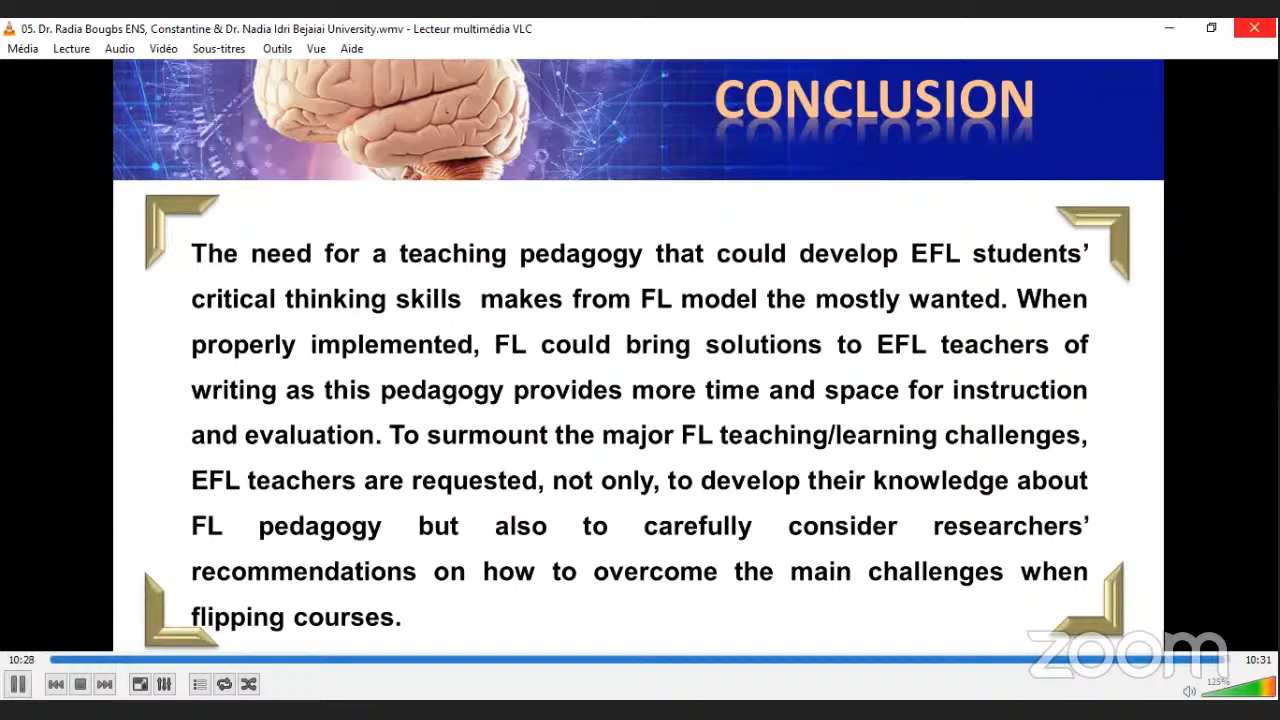 05. Dr. Radia Bougbs ENS, Constantine & Dr. Nadia Idri Bejaiai University.wmv - Lecteur multimédia VLC
Média Lecture Audio Vidéo Sous-titres Outils Vue Aide
CONCLUSION
The need for a teaching pedagogy that could develop EFL students’
critical thinking skills makes from FL model the mostly wanted. When
properly implemented, FL could bring solutions to EFL teachers of
writing as this pedagogy provides more time and space for instruction
and evaluation. To surmount the major FL teaching/learning challenges,
EFL teachers are requested, not only, to develop their knowledge about
FL pedagogy but also to carefully consider researchers’
recommendations on how to overcome the main challenges when
flipping courses.
zoom
10:28 10:31
125%